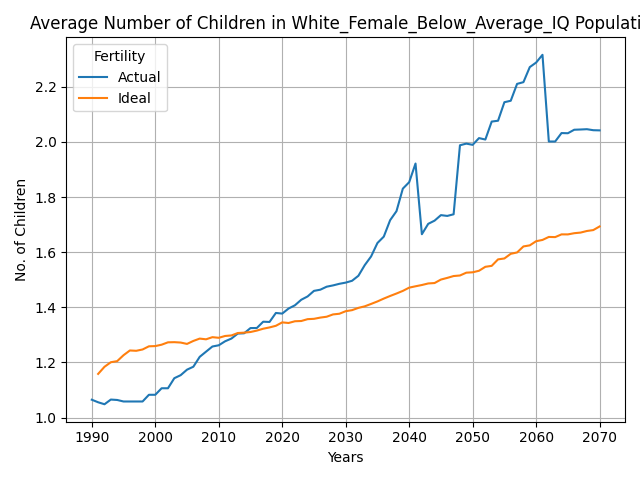 Average Number of Children in White_Female_Below_Average_IQ Populati
Fertility
Actual
Ideal
No. of Children
2.2
2.0
1.8
1.6
1.4
1.2
1.0
1990 2000 2010 2020 2030 2040 2050 2060 2070
Years